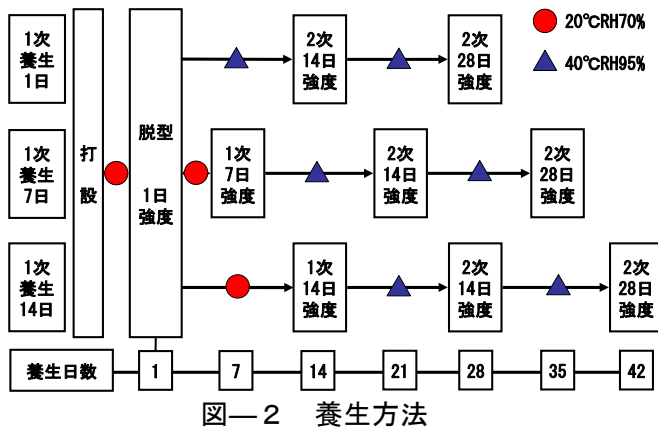 20℃RH70%
40℃RH95%
1次
養生
1日
1次
養生
7日
1次
養生
14日
打
設
脱型
1日
強度
2次
14日
強度
2次
28日
強度
1次
7日
強度
2次
14日
強度
2次
28日
強度
1次
14日
強度
2次
14日
強度
2次
28日
強度
養生日数 1 7 14 21 28 35 42
図―2 養生方法